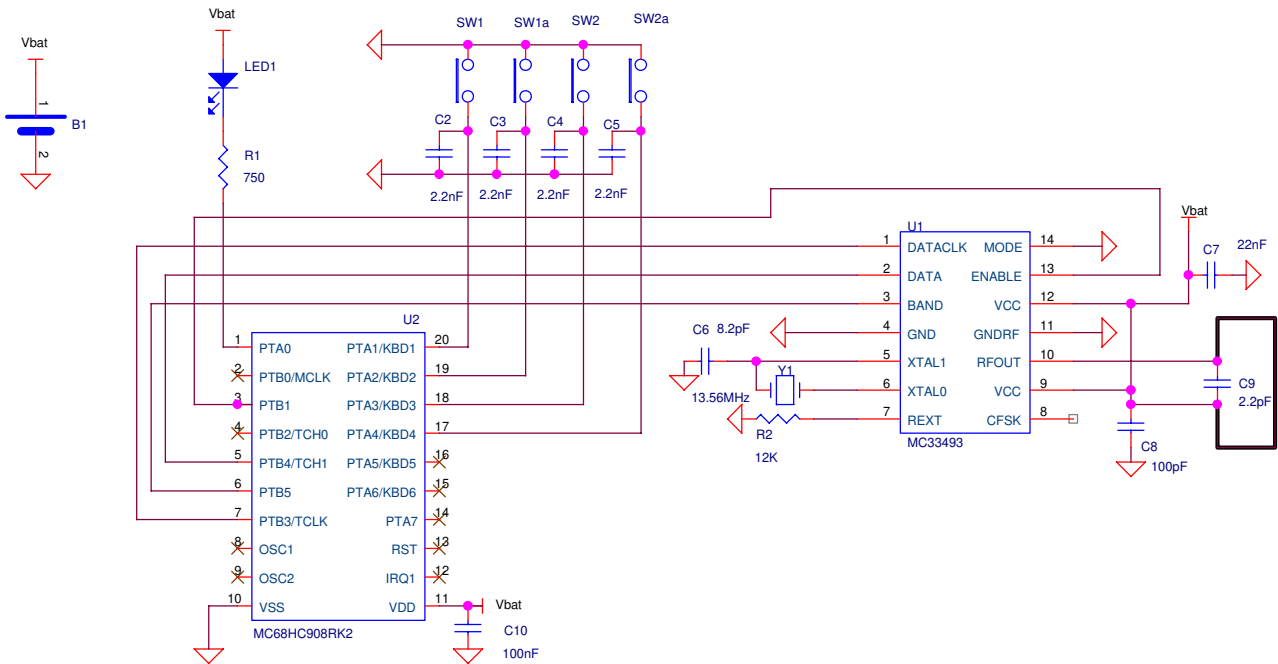 Vbat
SW1
SW1a
SW2
SW2a
Vbat
LED1
1
B1
2
C2
C3
C4
C5
R1
750
2.2nF
2.2nF
2.2nF
2.2nF
Vbat
U1
1
DATACLK
MODE
14
C7
22nF
2
DATA
ENABLE
13
3
BAND
VCC
12
U2
C6
8.2pF
4
GND
GNDRF
11
1
PTA0
PTA1/KBD1
20
5
XTAL1
RFOUT
10
2
PTB0/MCLK
PTA2/KBD2
19
Y1
6
XTAL0
VCC
9
C9
2.2pF
13.56MHz
3
PTB1
PTA3/KBD3
18
7
REXT
CFSK
8
4
PTB2/TCH0
PTA4/KBD4
17
R2
12K
MC33493
C8
100pF
5
PTB4/TCH1
PTA5/KBD5
16
6
PTB5
PTA6/KBD6
15
7
PTB3/TCLK
PTA7
14
8
OSC1
RST
13
9
OSC2
IRQ1
12
10
VSS
VDD
11
Vbat
MC68HC908RK2
C10
100nF